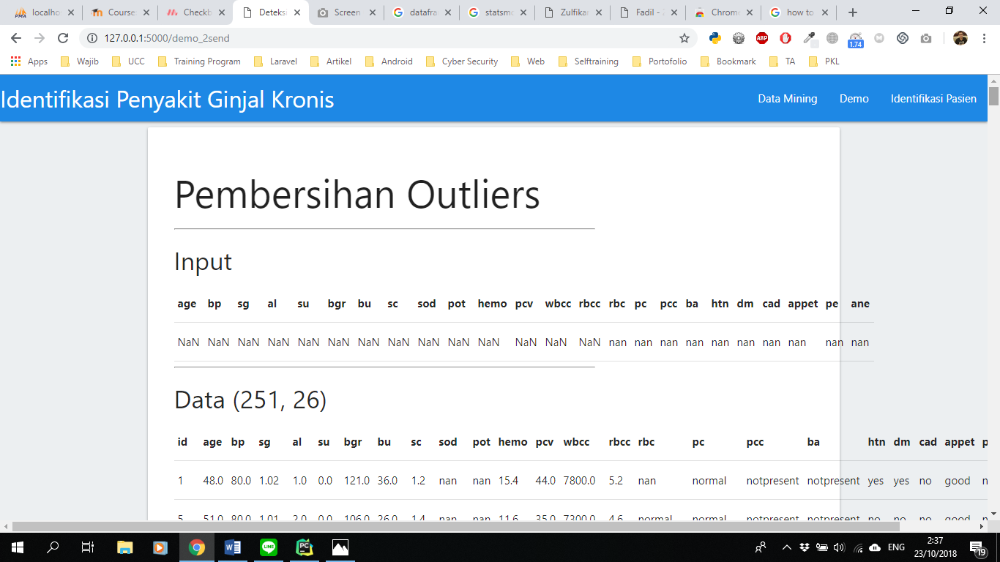 localho Course: Checkb Deteksi Screen datafra statsmo Zulfikar Fadil - Chrom how to
127.0.0.1:5000/demo_2send
ABP 1.74
Apps Wajib UCC Training Program Laravel Artikel Android Cyber Security Web Selftraining Portofolio Bookmark TA PKL
Identifikasi Penyakit Ginjal Kronis Data Mining Demo Identifikasi Pasien
Pembersihan Outliers
Input
age bp sg al su bgr bu sc sod pot hemo pcv wbcc rbcc rbc pc pcc ba htn dm cad appet pe ane
NaN NaN NaN NaN NaN NaN NaN NaN NaN NaN NaN NaN NaN NaN nan nan nan nan nan nan nan nan nan nan
Data (251, 26)
id age bp sg al su bgr bu sc sod pot hemo pcv wbcc rbcc rbc pc pcc ba htn dm cad appet p
1 48.0 80.0 1.02 1.0 0.0 121.0 36.0 1.2 nan nan 15.4 44.0 7800.0 5.2 nan normal notpresent notpresent yes yes no good n
5 51.0 80.0 1.01 2.0 0.0 106.0 26.0 1.4 nan nan 11.6 35.0 7300.0 4.6 normal normal notpresent notpresent no no no good n
ENG 2:37
23/10/2018 19